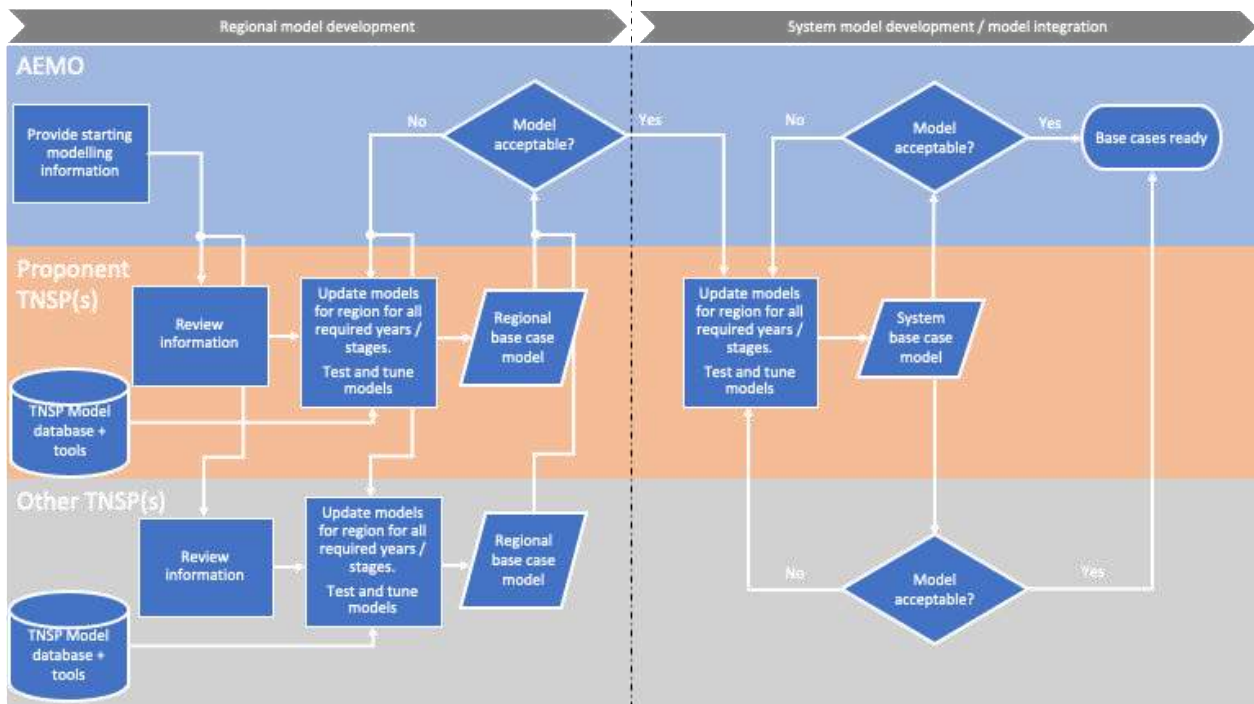 Regional model development
System model development / model integration
AEMO
Provide starting
modelling
information
No
Model
acceptable?
Yes
No
Model
acceptable?
Yes
Base cases ready
Proponent
TNSP(s)
Review
information
Update models
for region for all
required years /
stages.
Test and tune
models
Regional
base case
model
Update models
for region for all
required years /
stages.
Test and tune
models
System
base case
model
TNSP Model
database +
tools
Other TNSP(s)
Review
information
Update models
for region for all
required years /
stages.
Test and tune
models
Regional
base case
model
No
Model
acceptable?
Yes
TNSP Model
database +
tools